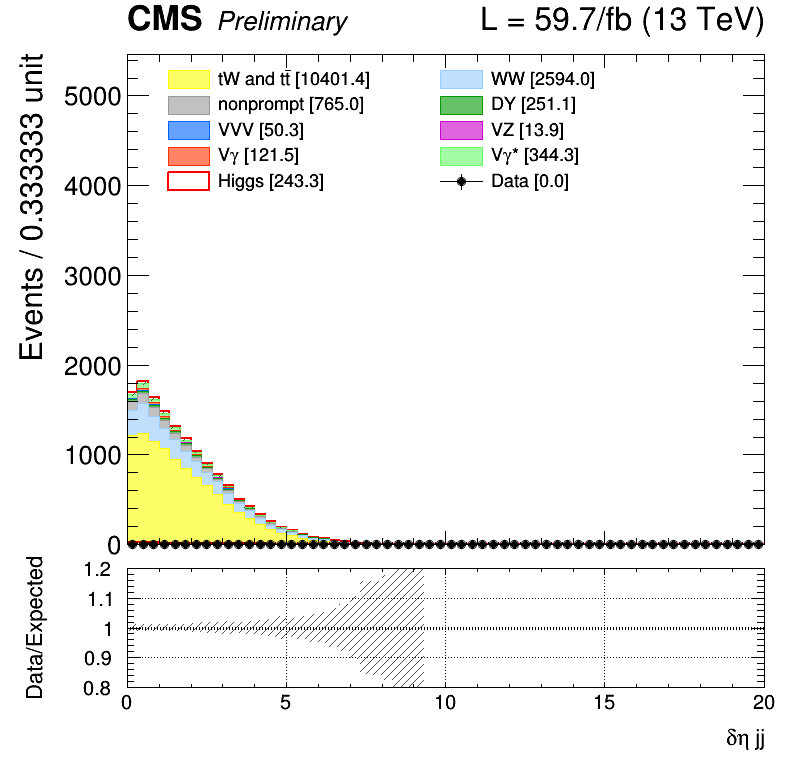 CMS Preliminary L = 59.7/fb (13 TeV)
Events / 0.333333 unit
tW and tt̄ [10401.4] WW [2594.0]
nonprompt [765.0] DY [251.1]
VVV [50.3] VZ [13.9]
Vγ [121.5] Vγ* [344.3]
Higgs [243.3] Data [0.0]
5000
4000
3000
2000
1000
0
Data/Expected
1.2
1.1
1
0.9
0.8
0 5 10 15 20
δη jj